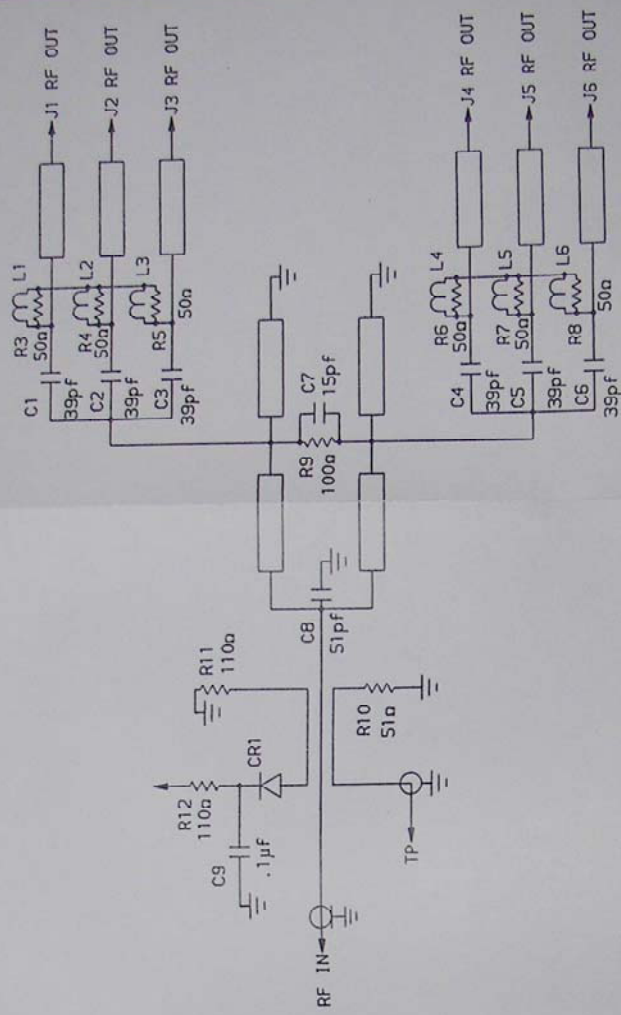 J1 RF OUT
J2 RF OUT
J3 RF OUT
L1
R3
50Ω
C1
39pf
L2
R4
50Ω
C2
39pf
L3
R5
50Ω
C3
39pf
C7
15pf
R9
100Ω
J4 RF OUT
J5 RF OUT
J6 RF OUT
L4
R6
50Ω
C4
39pf
L5
R7
50Ω
C5
39pf
L6
R8
50Ω
C6
39pf
C8
51pf
R11
110Ω
CR1
R12
110Ω
C9
.1µf
R10
51Ω
TP
RF IN